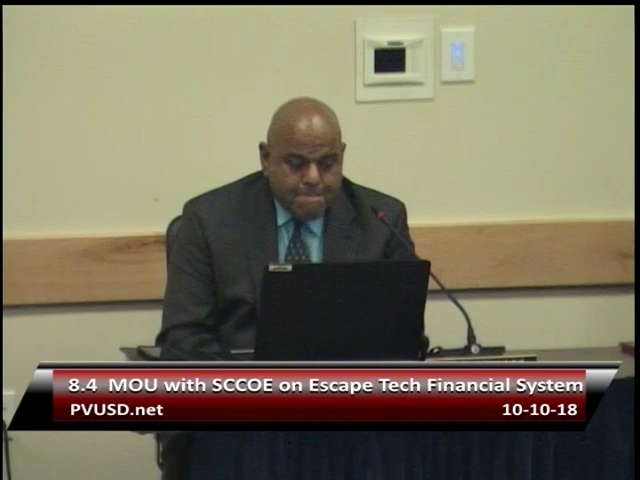 8.4 MOU with SCCOE on Escape Tech Financial System
PVUSD.net 10-10-18